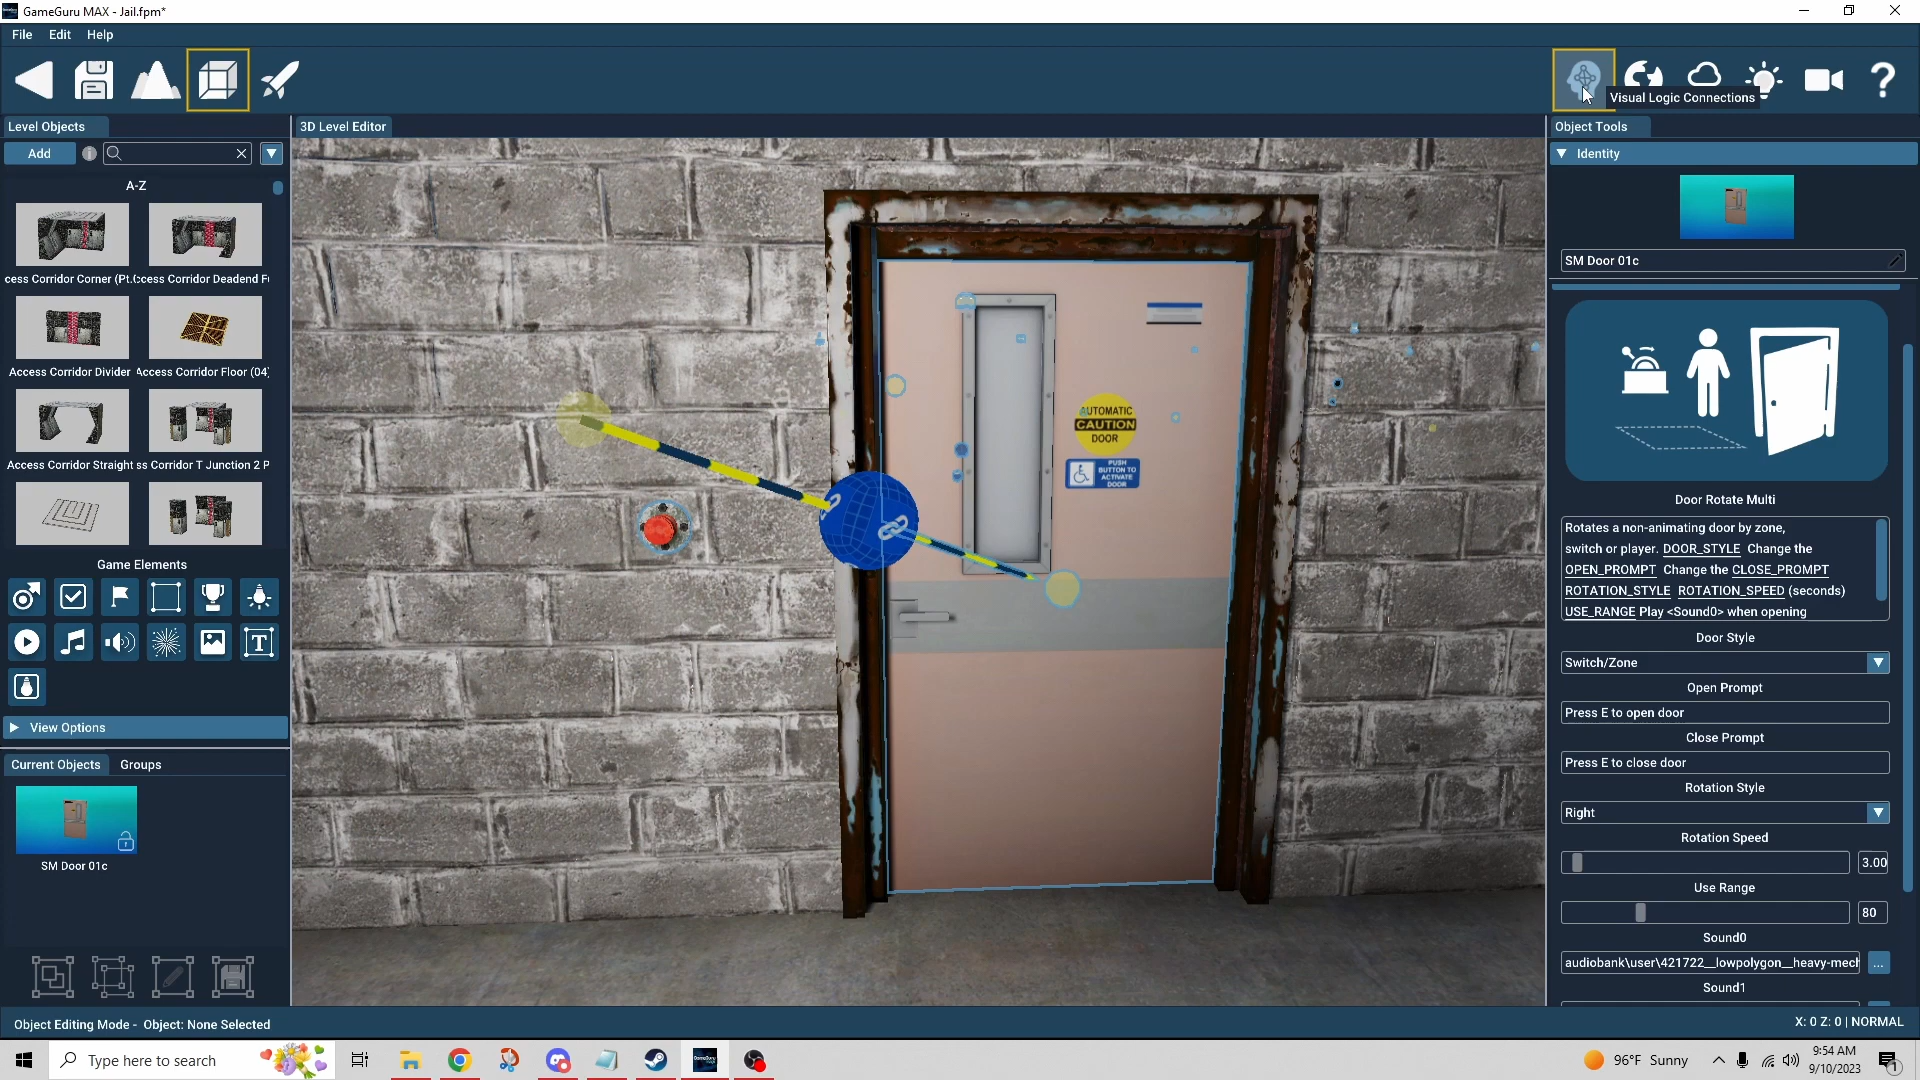 GameGuru MAX - Jail.fpm*
File Edit Help
Visual Logic Connections
Level Objects
3D Level Editor
Object Tools
Add
Identity
A-Z
cess Corridor Corner (Pt.
cess Corridor Deadend F
SM Door 01c
Access Corridor Divider
Access Corridor Floor (04)
AUTOMATIC
CAUTION
DOOR
PUSH
BUTTON TO
ACTIVATE
DOOR
Access Corridor Straight
ss Corridor T Junction 2 P
Door Rotate Multi
Rotates a non-animating door by zone,
switch or player. DOOR_STYLE Change the
OPEN_PROMPT Change the CLOSE_PROMPT
ROTATION_STYLE ROTATION_SPEED (seconds)
USE_RANGE Play <Sound0> when opening
Game Elements
Door Style
Switch/Zone
Open Prompt
Press E to open door
Close Prompt
Press E to close door
View Options
Current Objects Groups
Rotation Style
Right
Rotation Speed
3.00
SM Door 01c
Use Range
80
Sound0
audiobank\user\421722__lowpolygon__heavy-mech
...
Sound1
Object Editing Mode - Object: None Selected
X: 0 Z: 0 | NORMAL
Type here to search
96°F Sunny
9:54 AM
9/10/2023
1